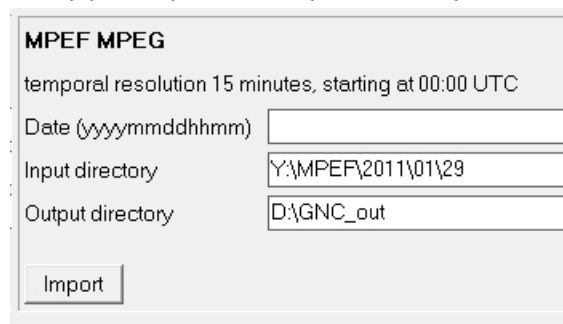 MPEF MPEG
temporal resolution 15 minutes, starting at 00:00 UTC
Date (yyyymmddhhmm)
Input directory Y:\MPEF\2011\01\29
Output directory D:\GNC_out
Import